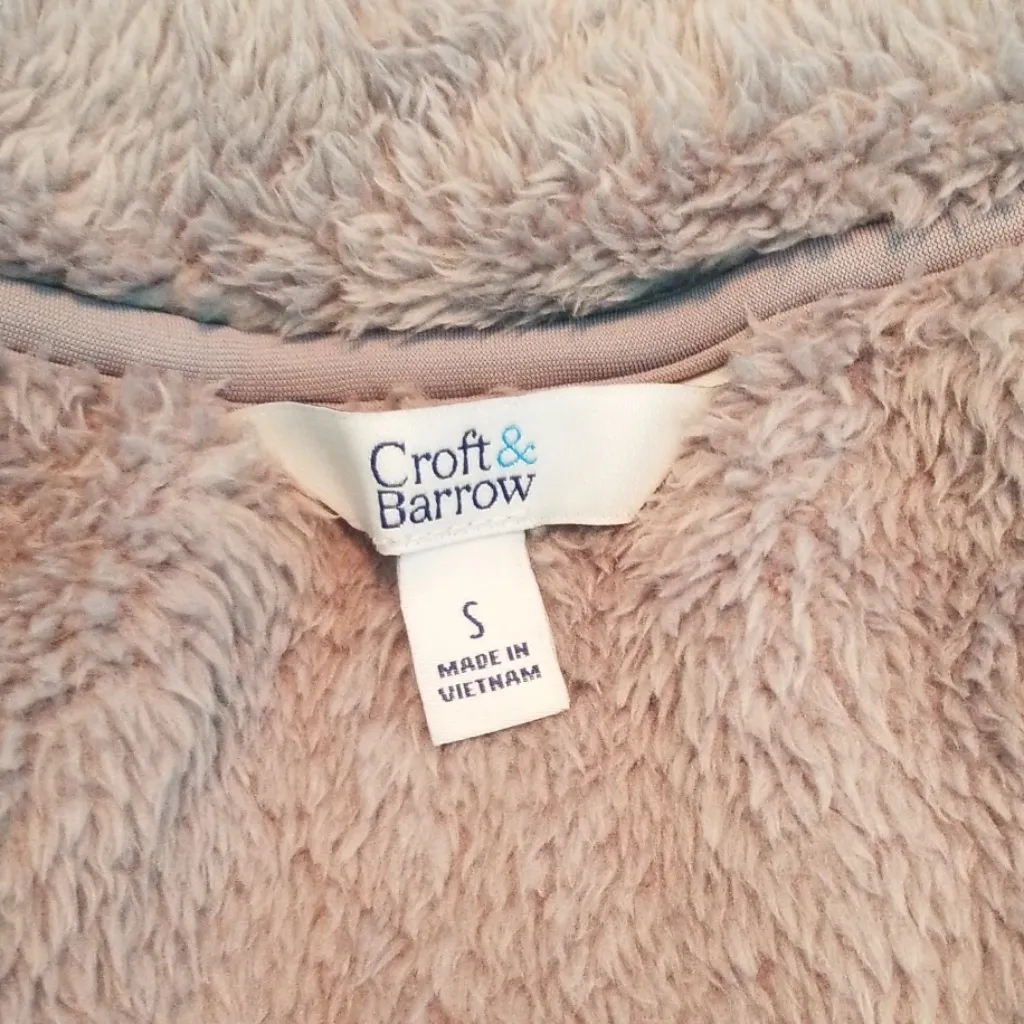 Croft &
Barrow
S
MADE IN
VIETNAM